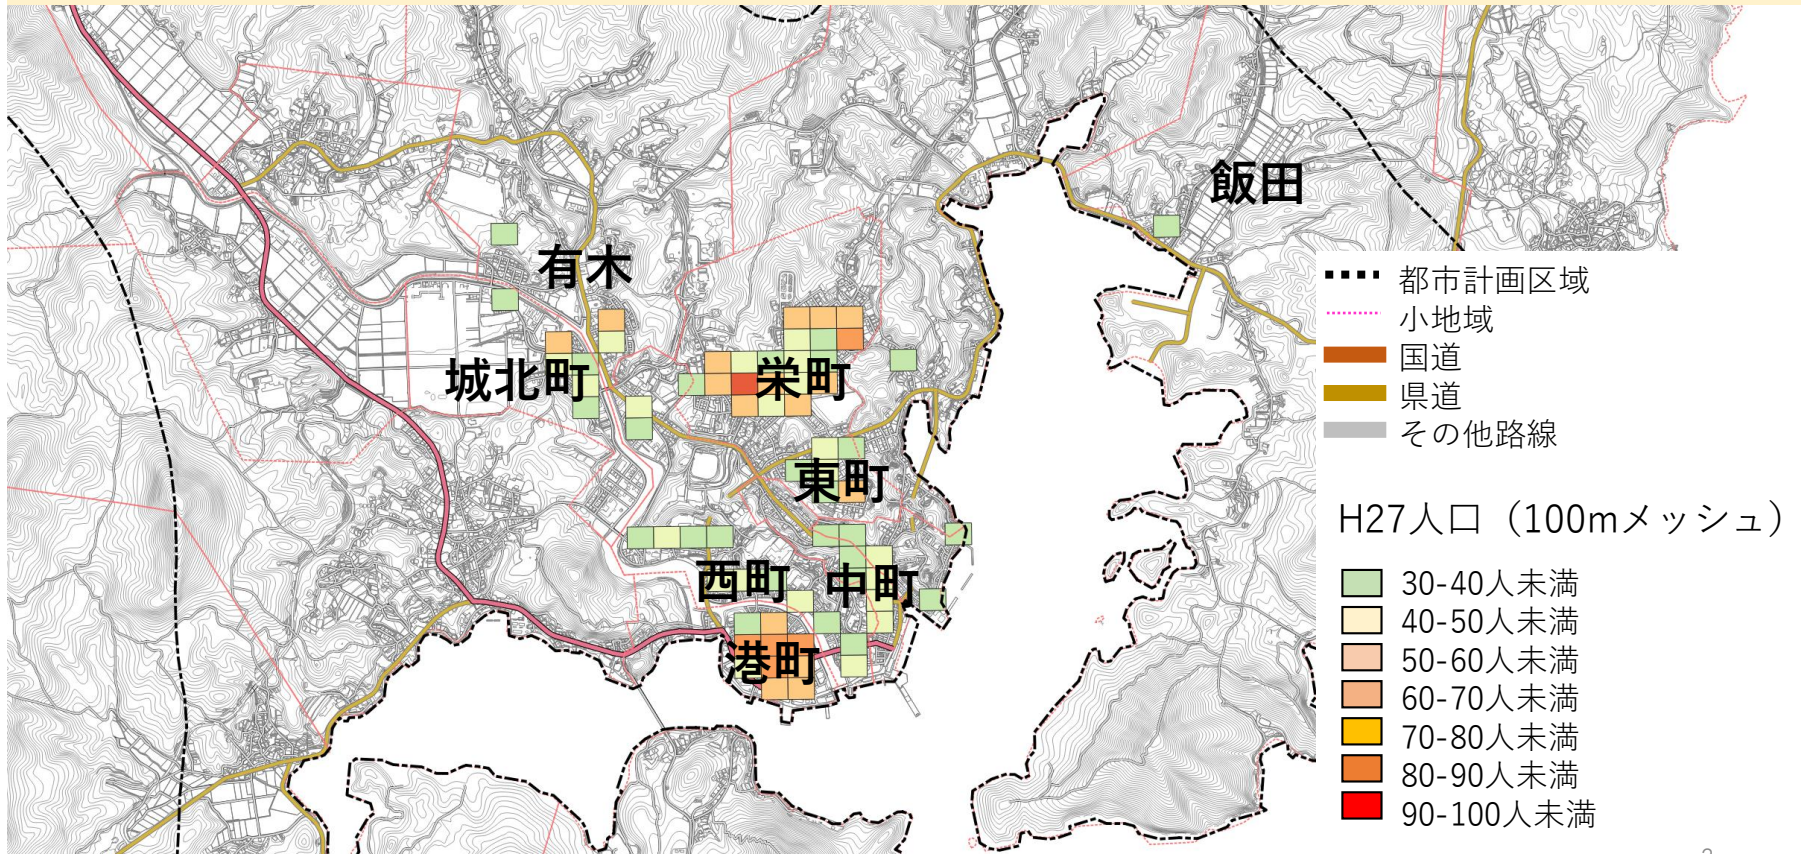 飯田
有木
城北町
栄町
東町
西町
中町
港町
都市計画区域
小地域
国道
県道
その他路線
H27人口（100mメッシュ）
30-40人未満
40-50人未満
50-60人未満
60-70人未満
70-80人未満
80-90人未満
90-100人未満